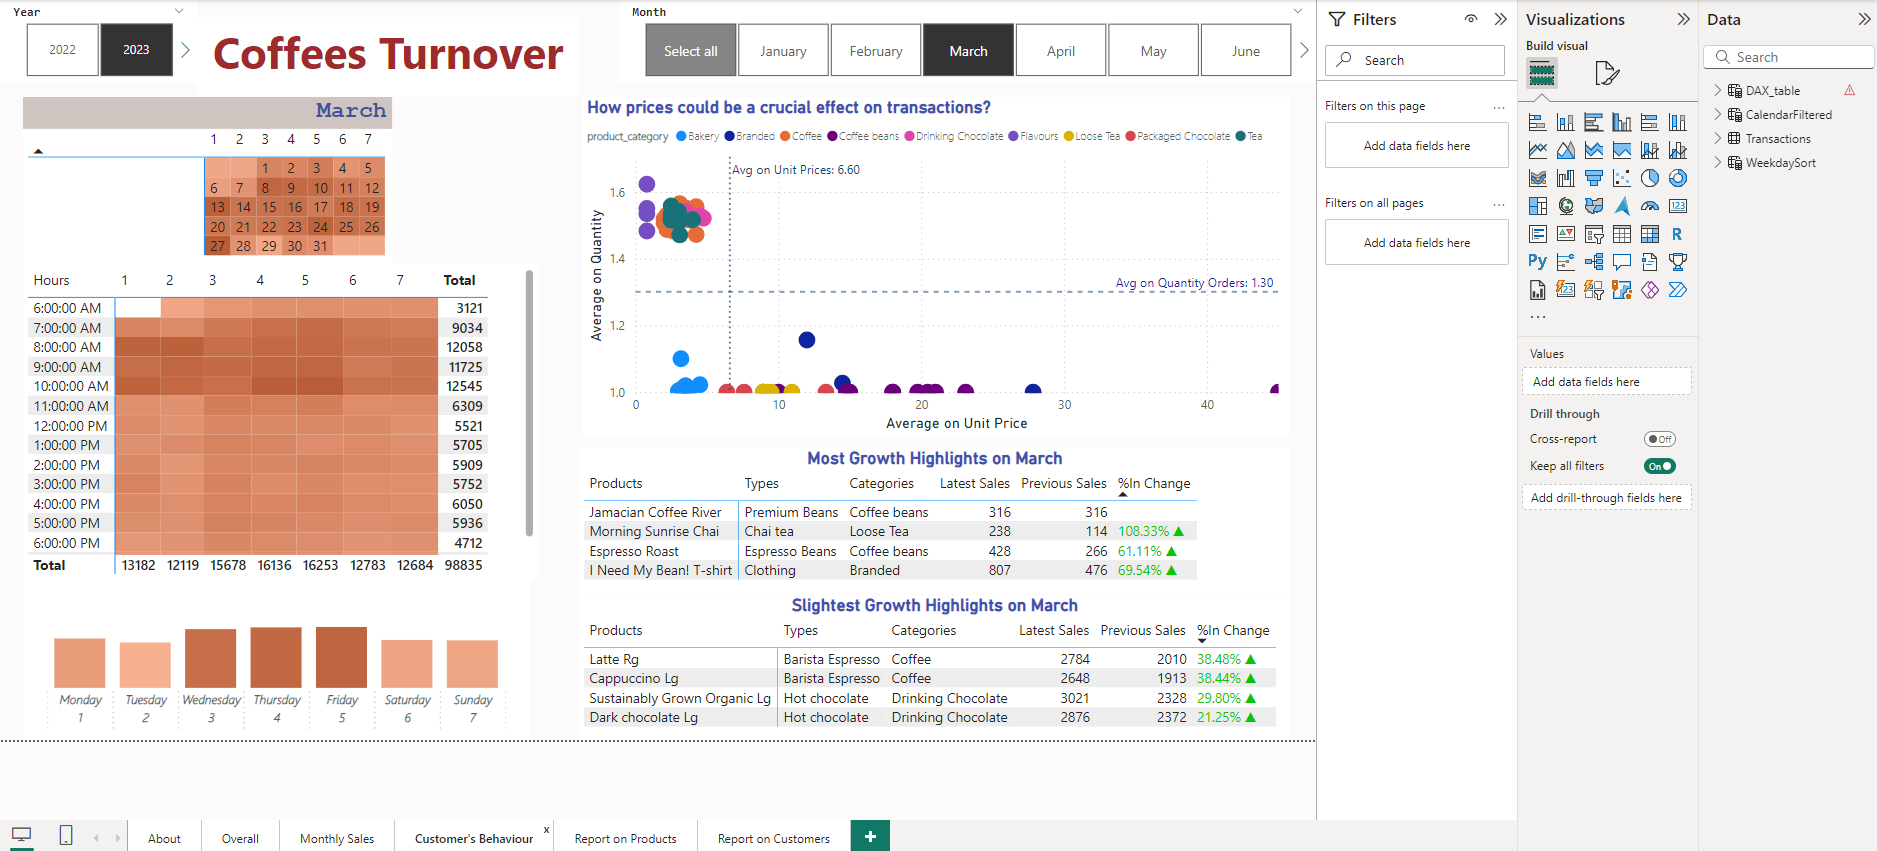 Year
2022
2023
Coffees Turnover
Month
Select all
January
February
March
April
May
June
March
1 2 3 4 5 6 7
1 2 3 4 5
6 7 8 9 10 11 12
13 14 15 16 17 18 19
20 21 22 23 24 25 26
27 28 29 30 31
Hours 1 2 3 4 5 6 7 Total
6:00:00 AM 3121
7:00:00 AM 9034
8:00:00 AM 12058
9:00:00 AM 11725
10:00:00 AM 12545
11:00:00 AM 6309
12:00:00 PM 5521
1:00:00 PM 5705
2:00:00 PM 5909
3:00:00 PM 5752
4:00:00 PM 6050
5:00:00 PM 5936
6:00:00 PM 4712
Total 13182 12119 15678 16136 16253 12783 12684 98835
Monday Tuesday Wednesday Thursday Friday Saturday Sunday
1 2 3 4 5 6 7
How prices could be a crucial effect on transactions?
product_category Bakery Branded Coffee Coffee beans Drinking Chocolate Flavours Loose Tea Packaged Chocolate Tea
Avg on Unit Prices: 6.60
1.6
1.4
Avg on Quantity Orders: 1.30
1.2
1.0
Average on Quantity
0 10 20 30 40
Average on Unit Price
Most Growth Highlights on March
Products Types Categories Latest Sales Previous Sales %In Change
Jamacian Coffee River Premium Beans Coffee beans 316 316
Morning Sunrise Chai Chai tea Loose Tea 238 114 108.33% ▲
Espresso Roast Espresso Beans Coffee beans 428 266 61.11% ▲
I Need My Bean! T-shirt Clothing Branded 807 476 69.54% ▲
Slightest Growth Highlights on March
Products Types Categories Latest Sales Previous Sales %In Change
Latte Rg Barista Espresso Coffee 2784 2010 38.48% ▲
Cappuccino Lg Barista Espresso Coffee 2648 1913 38.44% ▲
Sustainably Grown Organic Lg Hot chocolate Drinking Chocolate 3021 2328 29.80% ▲
Dark chocolate Lg Hot chocolate Drinking Chocolate 2876 2372 21.25% ▲
Filters
Search
Filters on this page ...
Add data fields here
Filters on all pages ...
Add data fields here
Visualizations
Build visual
123
R
Py
123
...
Values
Add data fields here
Drill through
Cross-report Off
Keep all filters On
Add drill-through fields here
Data
Search
DAX_table
CalendarFiltered
Transactions
WeekdaySort
About
Overall
Monthly Sales
Customer's Behaviour x
Report on Products
Report on Customers
+